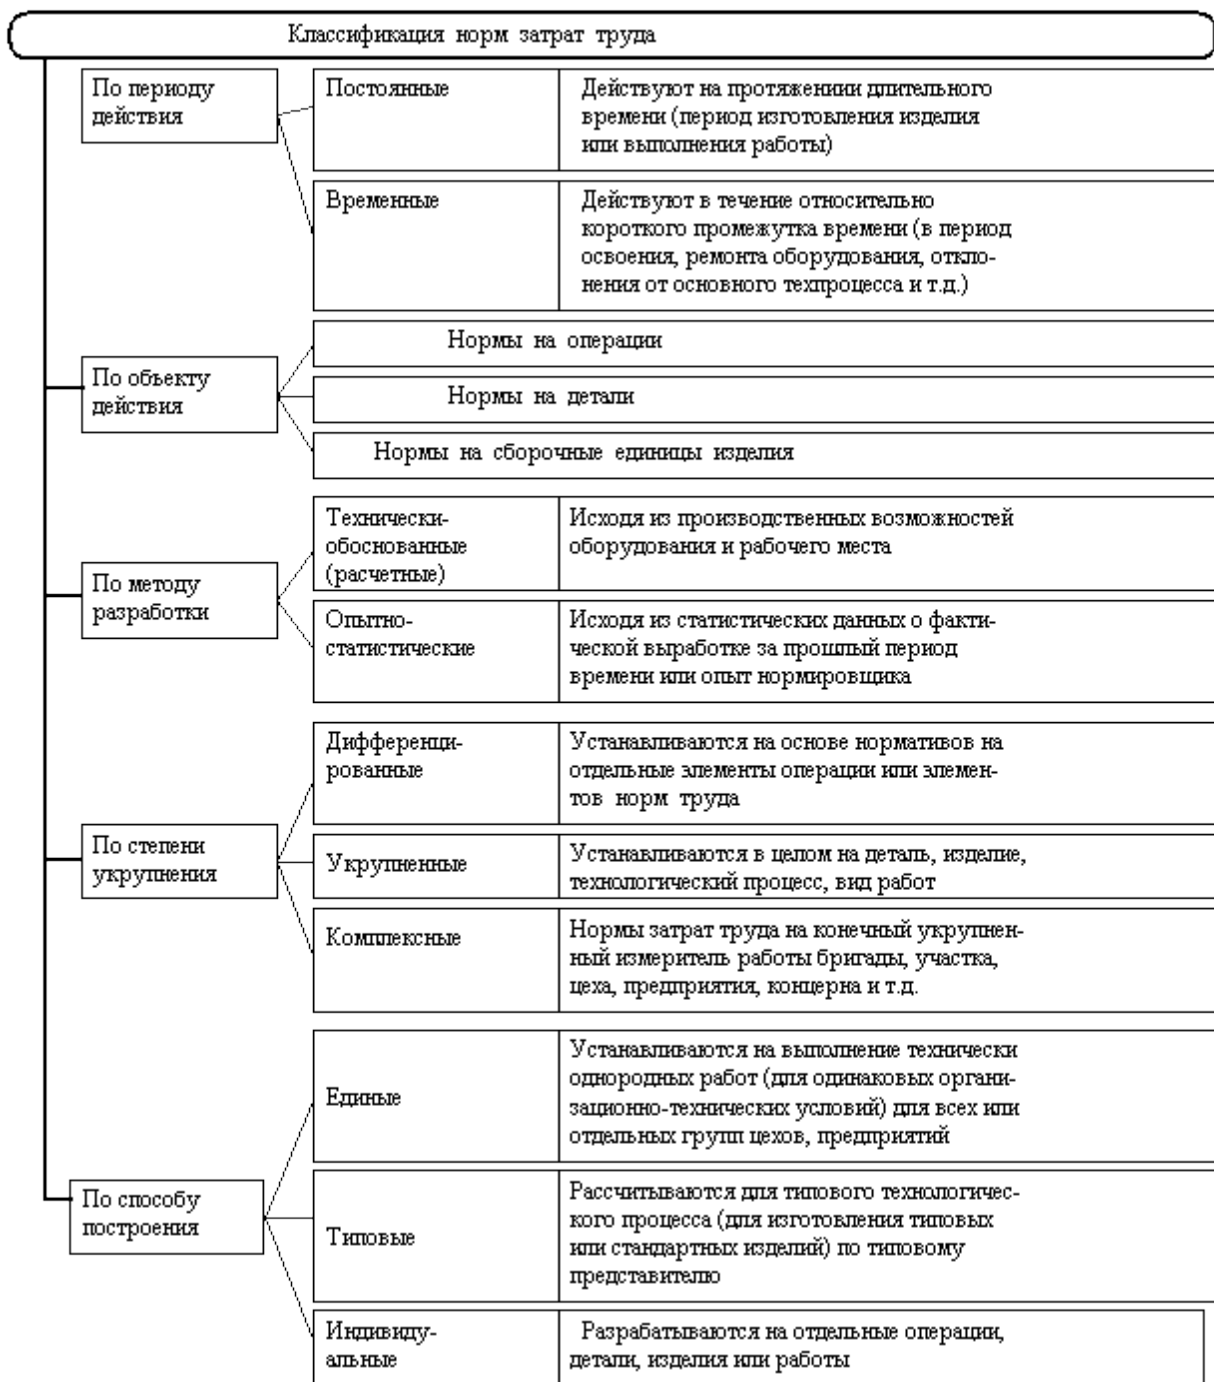 Классификация норм затрат труда
По периоду
действия
Постоянные
Действуют на протяжениии длительного
времени (период изготовления изделия
или выполнения работы)
Временные
Действуют в течение относительно
короткого промежутка времени (в период
освоения, ремонта оборудования, откло-
нения от основного техпроцесса и т.д.)
По объекту
действия
Нормы на операции
Нормы на детали
Нормы на сборочные единицы изделия
По методу
разработки
Технически-
обоснованные
(расчетные)
Исходя из производственных возможностей
оборудования и рабочего места
Опытно-
статистические
Исходя из статистических данных о факти-
ческой выработке за прошлый период
времени или опыт нормировщика
По степени
укрупнения
Дифференци-
рованные
Устанавливаются на основе нормативов на
отдельные элементы операции или элемен-
тов норм труда
Укрупненные
Устанавливаются в целом на деталь, изделие,
технологический процесс, вид работ
Комплексные
Нормы затрат труда на конечный укрупнен-
ный измеритель работы бригады, участка,
цеха, предприятия, концерна и т.д.
По способу
построения
Единые
Устанавливаются на выполнение технически
однородных работ (для одинаковых органи-
зационно-технических условий) для всех или
отдельных групп цехов, предприятий
Типовые
Рассчитываются для типового технологичес-
кого процесса (для изготовления типовых
или стандартных изделий) по типовому
представителю
Индивиду-
альные
Разрабатываются на отдельные операции,
детали, изделия или работы